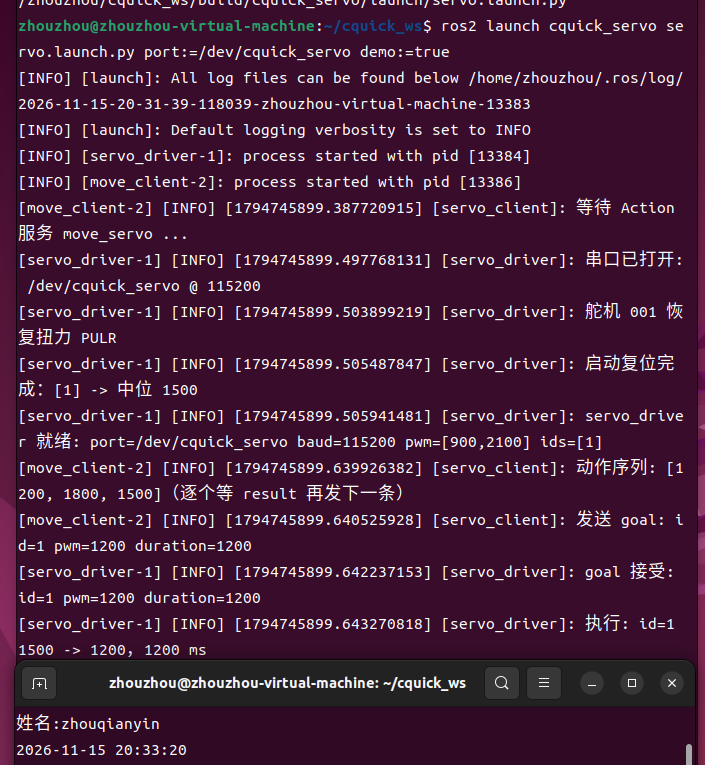 /zhouzhou/cquick_ws/build/cquick_servo/launch/servo.launch.py
zhouzhou@zhouzhou-virtual-machine:~/cquick_ws$ ros2 launch cquick_servo se
rvo.launch.py port:=/dev/cquick_servo demo:=true
[INFO] [launch]: All log files can be found below /home/zhouzhou/.ros/log/
2026-11-15-20-31-39-118039-zhouzhou-virtual-machine-13383
[INFO] [launch]: Default logging verbosity is set to INFO
[INFO] [servo_driver-1]: process started with pid [13384]
[INFO] [move_client-2]: process started with pid [13386]
[move_client-2] [INFO] [1794745899.387720915] [servo_client]: 等待 Action
服务 move_servo ...
[servo_driver-1] [INFO] [1794745899.497768131] [servo_driver]: 串口已打开:
/dev/cquick_servo @ 115200
[servo_driver-1] [INFO] [1794745899.503899219] [servo_driver]: 舵机 001 恢
复扭力 PULR
[servo_driver-1] [INFO] [1794745899.505487847] [servo_driver]: 启动复位完
成：[1] -> 中位 1500
[servo_driver-1] [INFO] [1794745899.505941481] [servo_driver]: servo_drive
r 就绪: port=/dev/cquick_servo baud=115200 pwm=[900,2100] ids=[1]
[move_client-2] [INFO] [1794745899.639926382] [servo_client]: 动作序列: [1
200, 1800, 1500]（逐个等 result 再发下一条）
[move_client-2] [INFO] [1794745899.640525928] [servo_client]: 发送 goal: i
d=1 pwm=1200 duration=1200
[servo_driver-1] [INFO] [1794745899.642237153] [servo_driver]: goal 接受:
id=1 pwm=1200 duration=1200
[servo_driver-1] [INFO] [1794745899.643270818] [servo_driver]: 执行: id=1
1500 -> 1200, 1200 ms
zhouzhou@zhouzhou-virtual-machine: ~/cquick_ws
姓名:zhouqianyin
2026-11-15 20:33:20